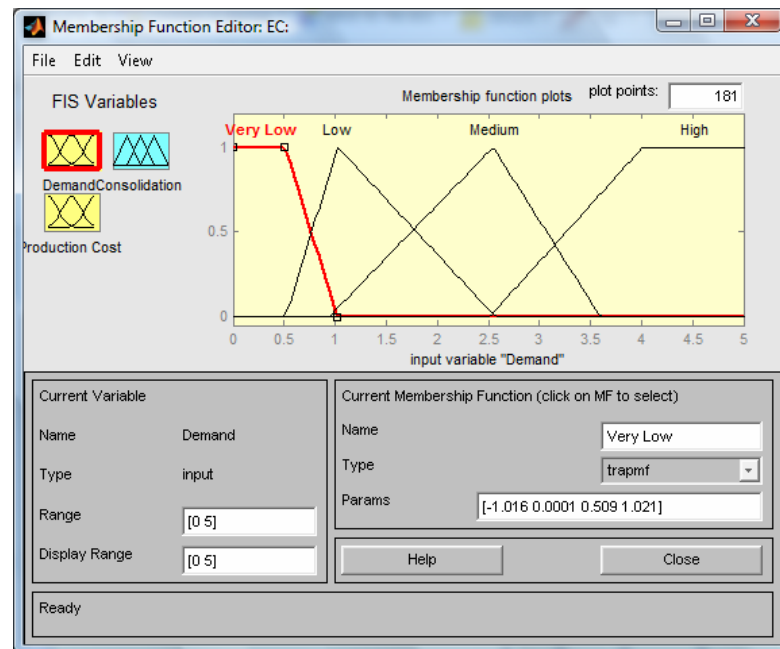 Membership Function Editor: EC:
File Edit View
FIS Variables
Membership function plots
plot points:
181
Very Low
Low
Medium
High
Demand
Consolidation
Production Cost
1
0.5
0
0 0.5 1 1.5 2 2.5 3 3.5 4 4.5 5
input variable "Demand"
Current Variable
Name Demand
Type input
Range [0 5]
Display Range [0 5]
Current Membership Function (click on MF to select)
Name Very Low
Type trapmf
Params [-1.016 0.0001 0.509 1.021]
Help
Close
Ready